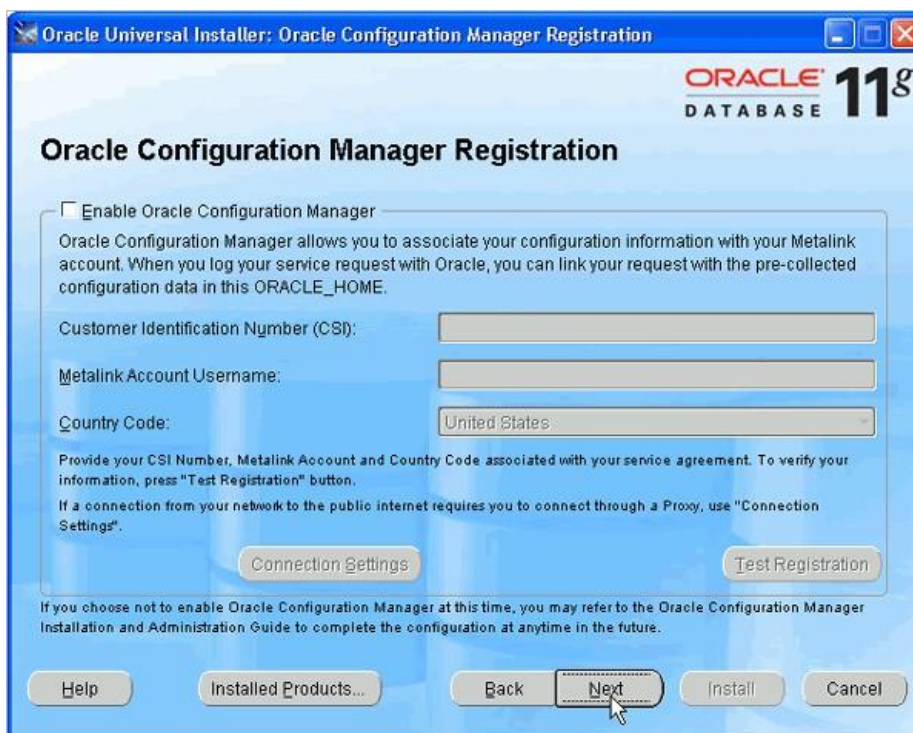 Oracle Universal Installer: Oracle Configuration Manager Registration
ORACLE
DATABASE 11g
Oracle Configuration Manager Registration
Enable Oracle Configuration Manager
Oracle Configuration Manager allows you to associate your configuration information with your Metalink
account. When you log your service request with Oracle, you can link your request with the pre-collected
configuration data in this ORACLE_HOME.
Customer Identification Number (CSI):
Metalink Account Username:
Country Code: United States
Provide your CSI Number, Metalink Account and Country Code associated with your service agreement. To verify your
information, press "Test Registration" button.
If a connection from your network to the public internet requires you to connect through a Proxy, use "Connection
Settings".
Connection Settings Test Registration
If you choose not to enable Oracle Configuration Manager at this time, you may refer to the Oracle Configuration Manager
Installation and Administration Guide to complete the configuration at anytime in the future.
Help Installed Products... Back Next Install Cancel